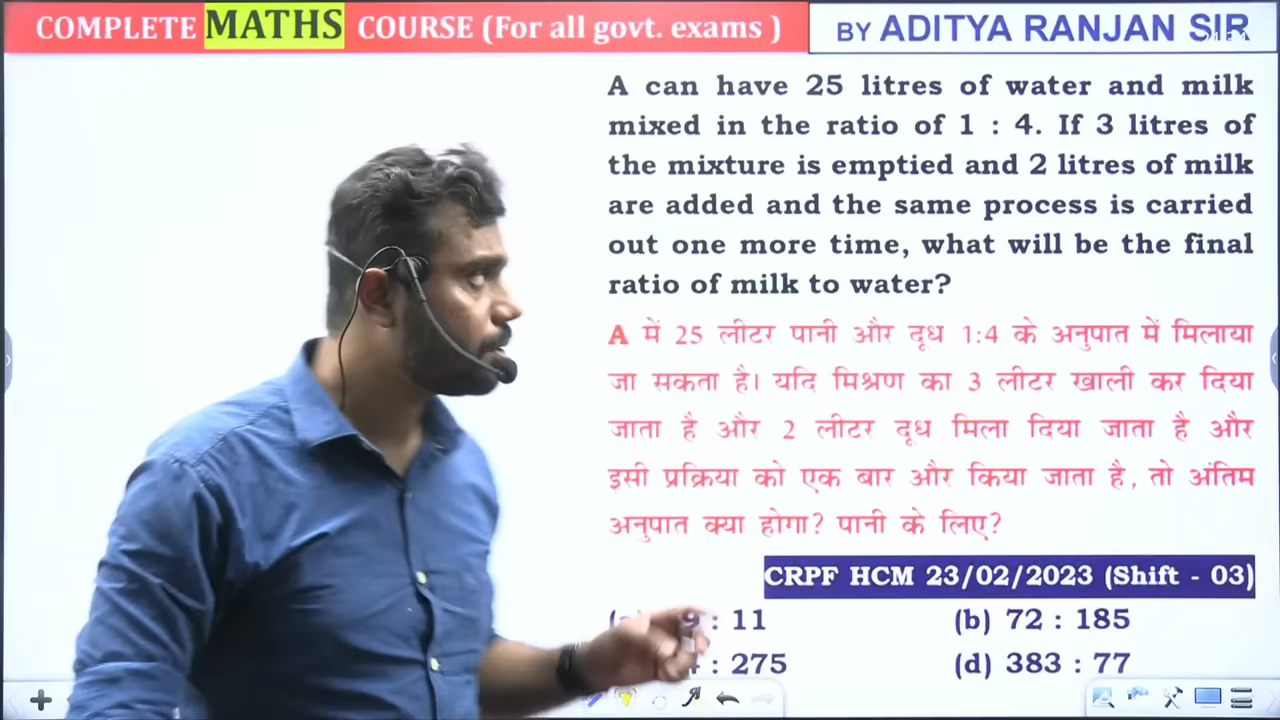 COMPLETE MATHS COURSE (For all govt. exams )
BY ADITYA RANJAN SIR
A can have 25 litres of water and milk
mixed in the ratio of 1 : 4. If 3 litres of
the mixture is emptied and 2 litres of milk
are added and the same process is carried
out one more time, what will be the final
ratio of milk to water?
A में 25 लीटर पानी और दूध 1:4 के अनुपात में मिलाया
जा सकता है। यदि मिश्रण का 3 लीटर खाली कर दिया
जाता है और 2 लीटर दूध मिला दिया जाता है और
इसी प्रक्रिया को एक बार और किया जाता है, तो अंतिम
अनुपात क्या होगा? पानी के लिए?
CRPF HCM 23/02/2023 (Shift - 03)
: 11
(b) 72 : 185
: 275
(d) 383 : 77